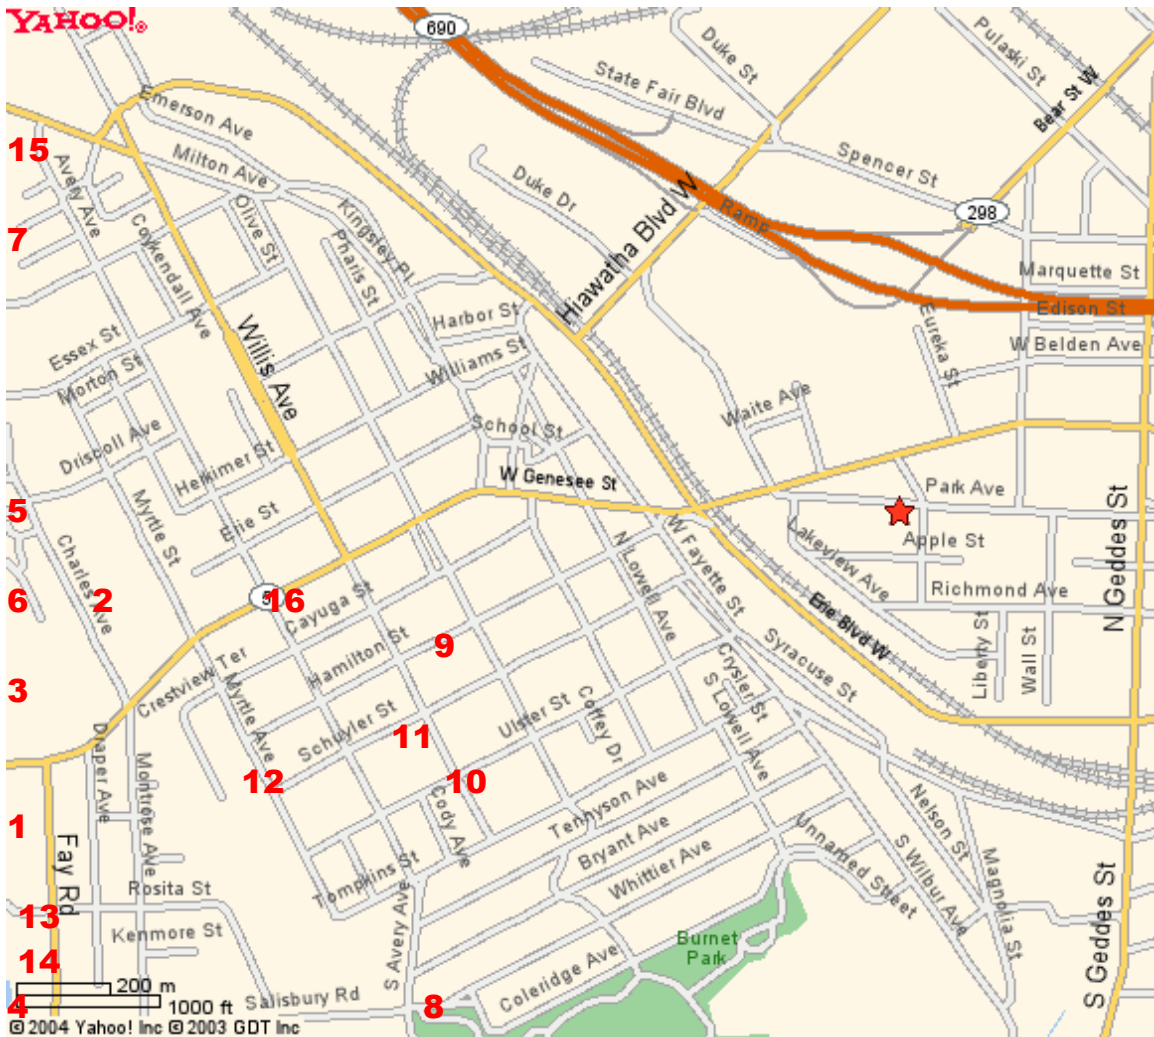 YAHOO!®
690
Duke St
Pulaski St
State Fair Blvd
Bear St W
Emerson Ave
15
Milton Ave
Avery Ave
Spencer St
Duke Dr
Hiawatha Blvd W
Ramp
298
Olive St
Kingsley Pl
Pharis St
Coykendall Ave
7
Marquette St
Edison St
Eureka St
W Belden Ave
Harbor St
Essex St
Willis Ave
Williams St
Morton St
Waite Ave
School St
Driscoll Ave
Herkimer St
W Genesee St
Park Ave
5
Myrtle St
Erie St
Apple St
N Geddes St
Lakeview Ave
W Fayette St
N Lowell Ave
Charles Ave
Richmond Ave
6
2
5
16
Cayuga St
Erie Blvd W
Hamilton St
9
Syracuse St
Liberty St
Wall St
Crestview Ter
Crysler St
S Lowell Ave
3
Myrtle Ave
Schuyler St
11
Ulster St
Coffey Dr
Draper Ave
Montrose Ave
12
10
Cody Ave
Tennyson Ave
Nelson St
1
Fay Rd
Bryant Ave
Unnamed Street
S Wilbur Ave
Magnolia St
Whittier Ave
Tompkins St
Rosita St
13
S Avery Ave
Kenmore St
Burnet
Park
S Geddes St
14
Coleridge Ave
200 m
Salisbury Rd
4
1000 ft
8
©2004 Yahoo! Inc ©2003 GDT Inc